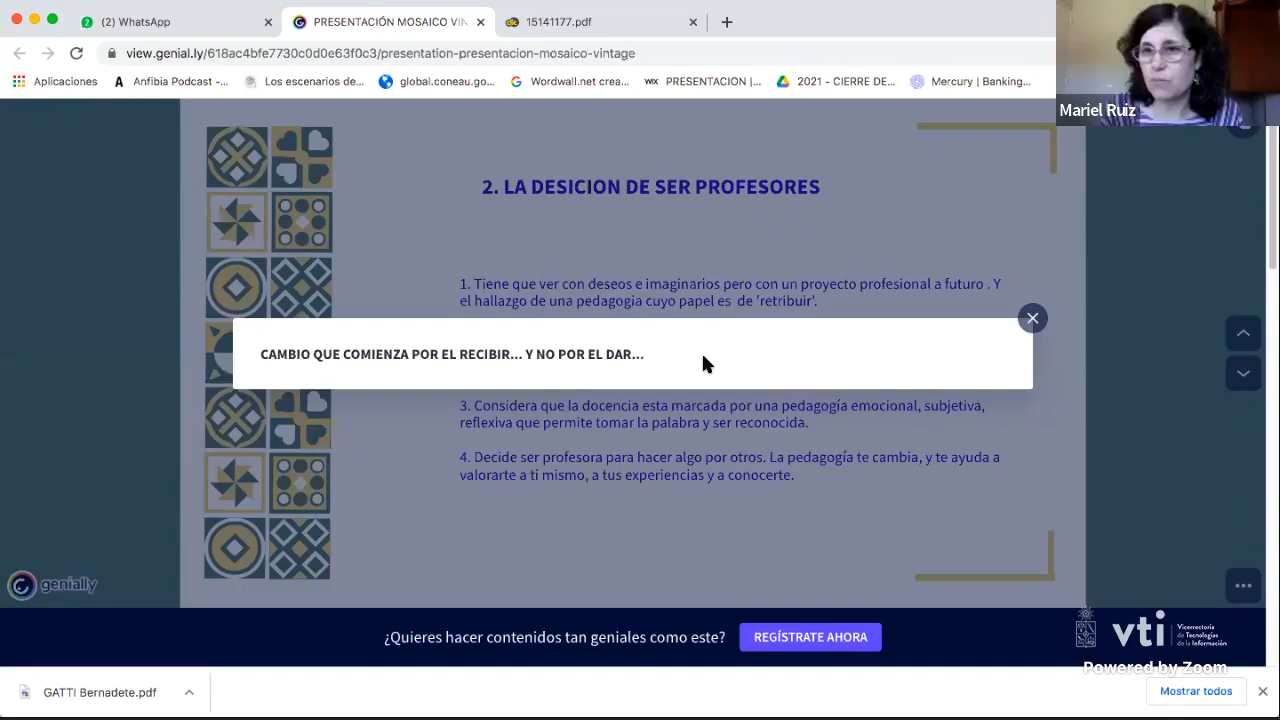 (2) WhatsApp
PRESENTACIÓN MOSAICO VIN
15141177.pdf
view.genial.ly/618ac4bfe7730c0d0e63f0c3/presentation-presentacion-mosaico-vintage
Aplicaciones
Anfibia Podcast -...
Los escenarios de...
global.coneau.go...
Wordwall.net crea...
WIX PRESENTACION |...
2021 - CIERRE DE...
Mercury | Banking...
Mariel Ruiz
2. LA DESICION DE SER PROFESORES
1. Tiene que ver con deseos e imaginarios pero con un proyecto profesional a futuro . Y
el hallazgo de una pedagogia cuyo papel es de 'retribuir'.
CAMBIO QUE COMIENZA POR EL RECIBIR... Y NO POR EL DAR...
3. Considera que la docencia esta marcada por una pedagogía emocional, subjetiva,
reflexiva que permite tomar la palabra y ser reconocida.
4. Decide ser profesora para hacer algo por otros. La pedagogía te cambia, y te ayuda a
valorarte a ti mismo, a tus experiencias y a conocerte.
genially
¿Quieres hacer contenidos tan geniales como este?
REGÍSTRATE AHORA
vti
Vicerrectoría
de Tecnologías
de la Información
Powered by Zoom
GATTI Bernadete.pdf
Mostrar todos